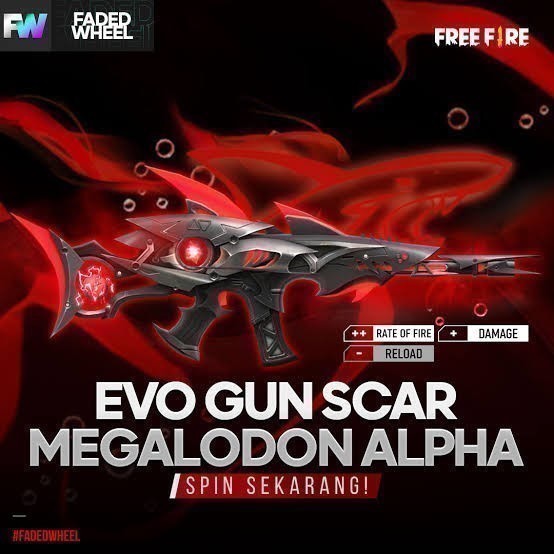 FW FADED
WHEEL
FREE FIRE
++ RATE OF FIRE + DAMAGE
- RELOAD
EVO GUN SCAR
MEGALODON ALPHA
SPIN SEKARANG!
#FADEDWHEEL